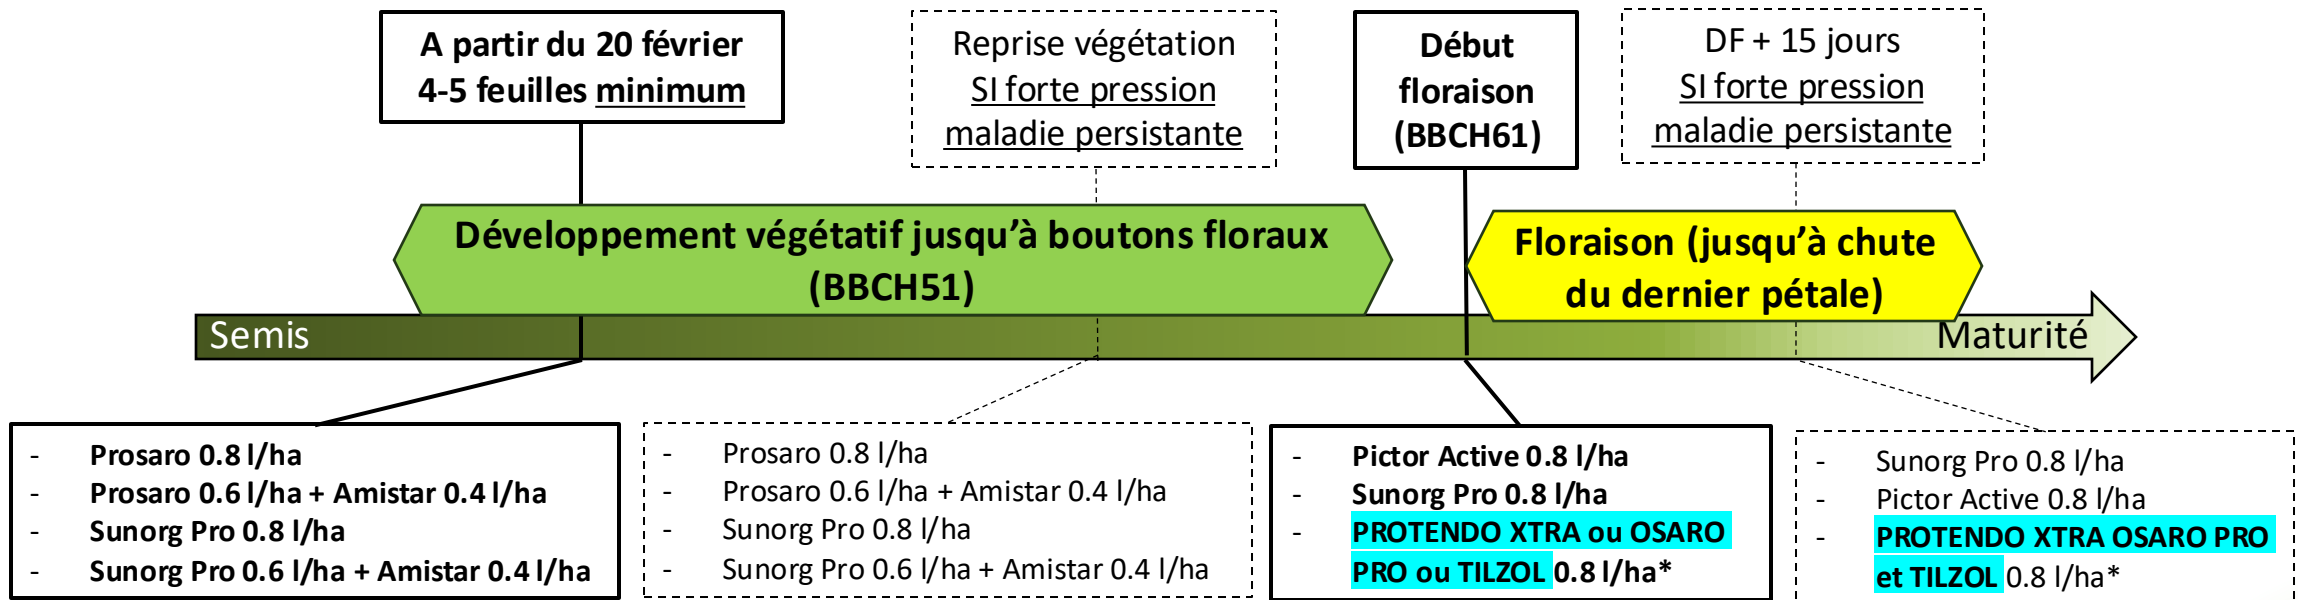 A partir du 20 février
4-5 feuilles minimum
Reprise végétation
SI forte pression
maladie persistante
Début
floraison
(BBCH61)
DF + 15 jours
SI forte pression
maladie persistante
Développement végétatif jusqu’à boutons floraux
(BBCH51)
Floraison (jusqu’à chute
du dernier pétale)
Semis
Maturité
- Prosaro 0.8 l/ha
- Prosaro 0.6 l/ha + Amistar 0.4 l/ha
- Sunorg Pro 0.8 l/ha
- Sunorg Pro 0.6 l/ha + Amistar 0.4 l/ha
- Prosaro 0.8 l/ha
- Prosaro 0.6 l/ha + Amistar 0.4 l/ha
- Sunorg Pro 0.8 l/ha
- Sunorg Pro 0.6 l/ha + Amistar 0.4 l/ha
- Pictor Active 0.8 l/ha
- Sunorg Pro 0.8 l/ha
- PROTENDO XTRA ou OSARO
PRO ou TILZOL 0.8 l/ha*
- Sunorg Pro 0.8 l/ha
- Pictor Active 0.8 l/ha
- PROTENDO XTRA OSARO PRO
et TILZOL 0.8 l/ha*